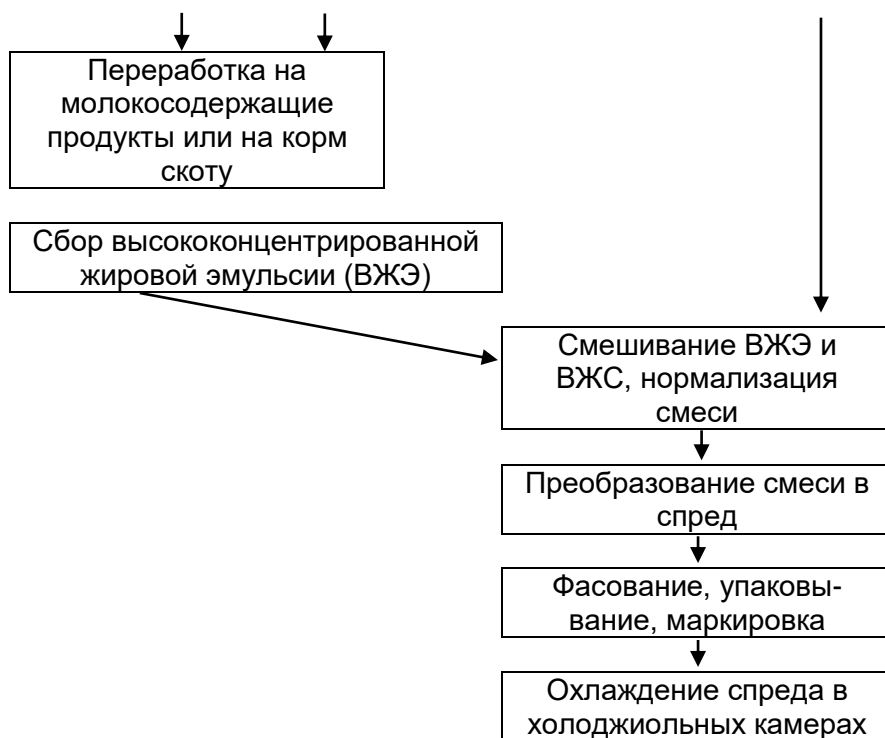 Переработка на
молокосодержащие
продукты или на корм
скоту
Сбор высококонцентрированной
жировой эмульсии (ВЖЭ)
Смешивание ВЖЭ и
ВЖС, нормализация
смеси
Преобразование смеси в
спред
Фасование, упаковы-
вание, маркировка
Охлаждение спреда в
холоджиольных камерах